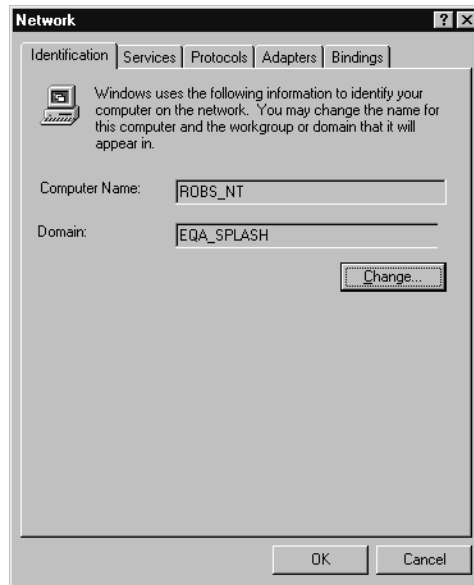 Network
Identification Services Protocols Adapters Bindings
Windows uses the following information to identify your
computer on the network. You may change the name for
this computer and the workgroup or domain that it will
appear in.
Computer Name: ROBS_NT
Domain: EQA_SPLASH
Change...
OK Cancel